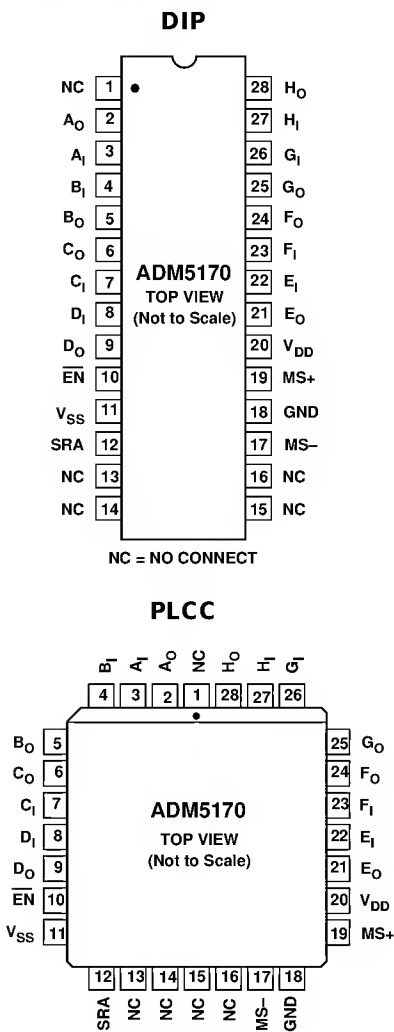 DIP
NC 1 28 H_O
A_O 2 27 H_I
A_I 3 26 G_I
B_I 4 25 G_O
B_O 5 24 F_O
C_O 6 23 F_I
C_I 7 ADM5170 22 E_I
D_I 8 TOP VIEW 21 E_O
(Not to Scale)
D_O 9 20 V_DD
E̅N̅ 10 19 MS+
V_SS 11 18 GND
SRA 12 17 MS–
NC 13 16 NC
NC 14 15 NC
NC = NO CONNECT
PLCC
B_I A_I A_O NC H_O H_I G_I
4 3 2 1 28 27 26
B_O 5 25 G_O
C_O 6 24 F_O
C_I 7 ADM5170 23 F_I
D_I 8 TOP VIEW 22 E_I
(Not to Scale)
D_O 9 21 E_O
E̅N̅ 10 20 V_DD
V_SS 11 19 MS+
12 13 14 15 16 17 18
SRA NC NC NC NC MS– GND